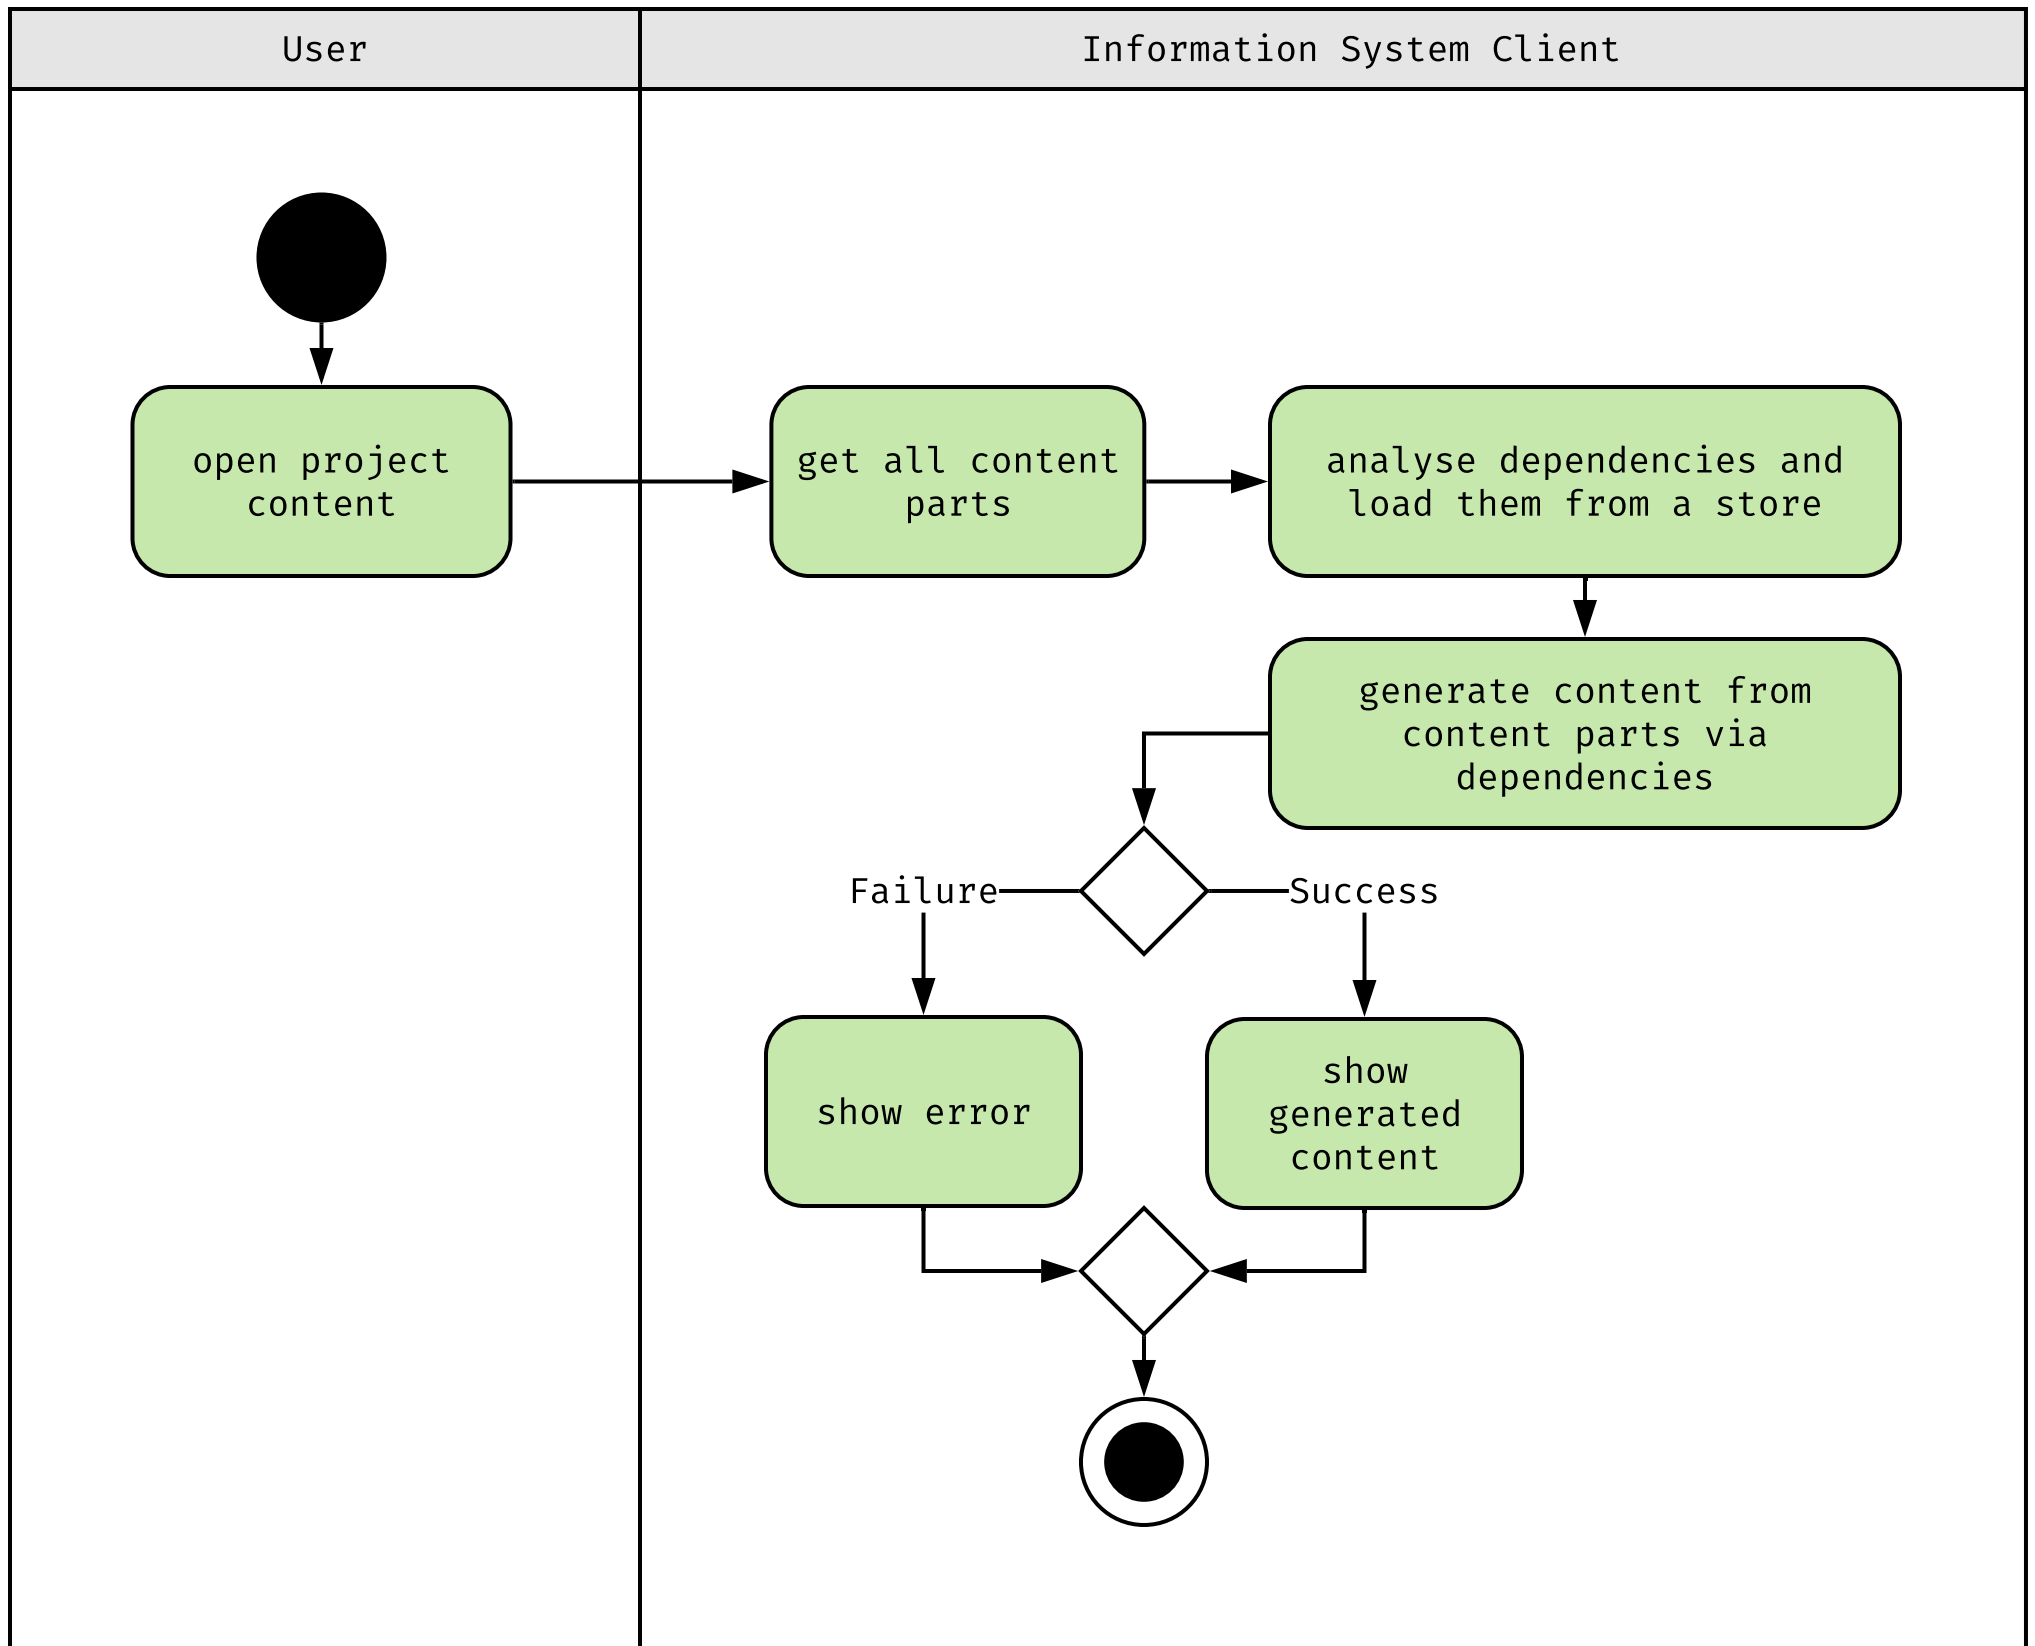 User
Information System Client
open project
content
get all content
parts
analyse dependencies and
load them from a store
generate content from
content parts via
dependencies
Failure
Success
show error
show
generated
content